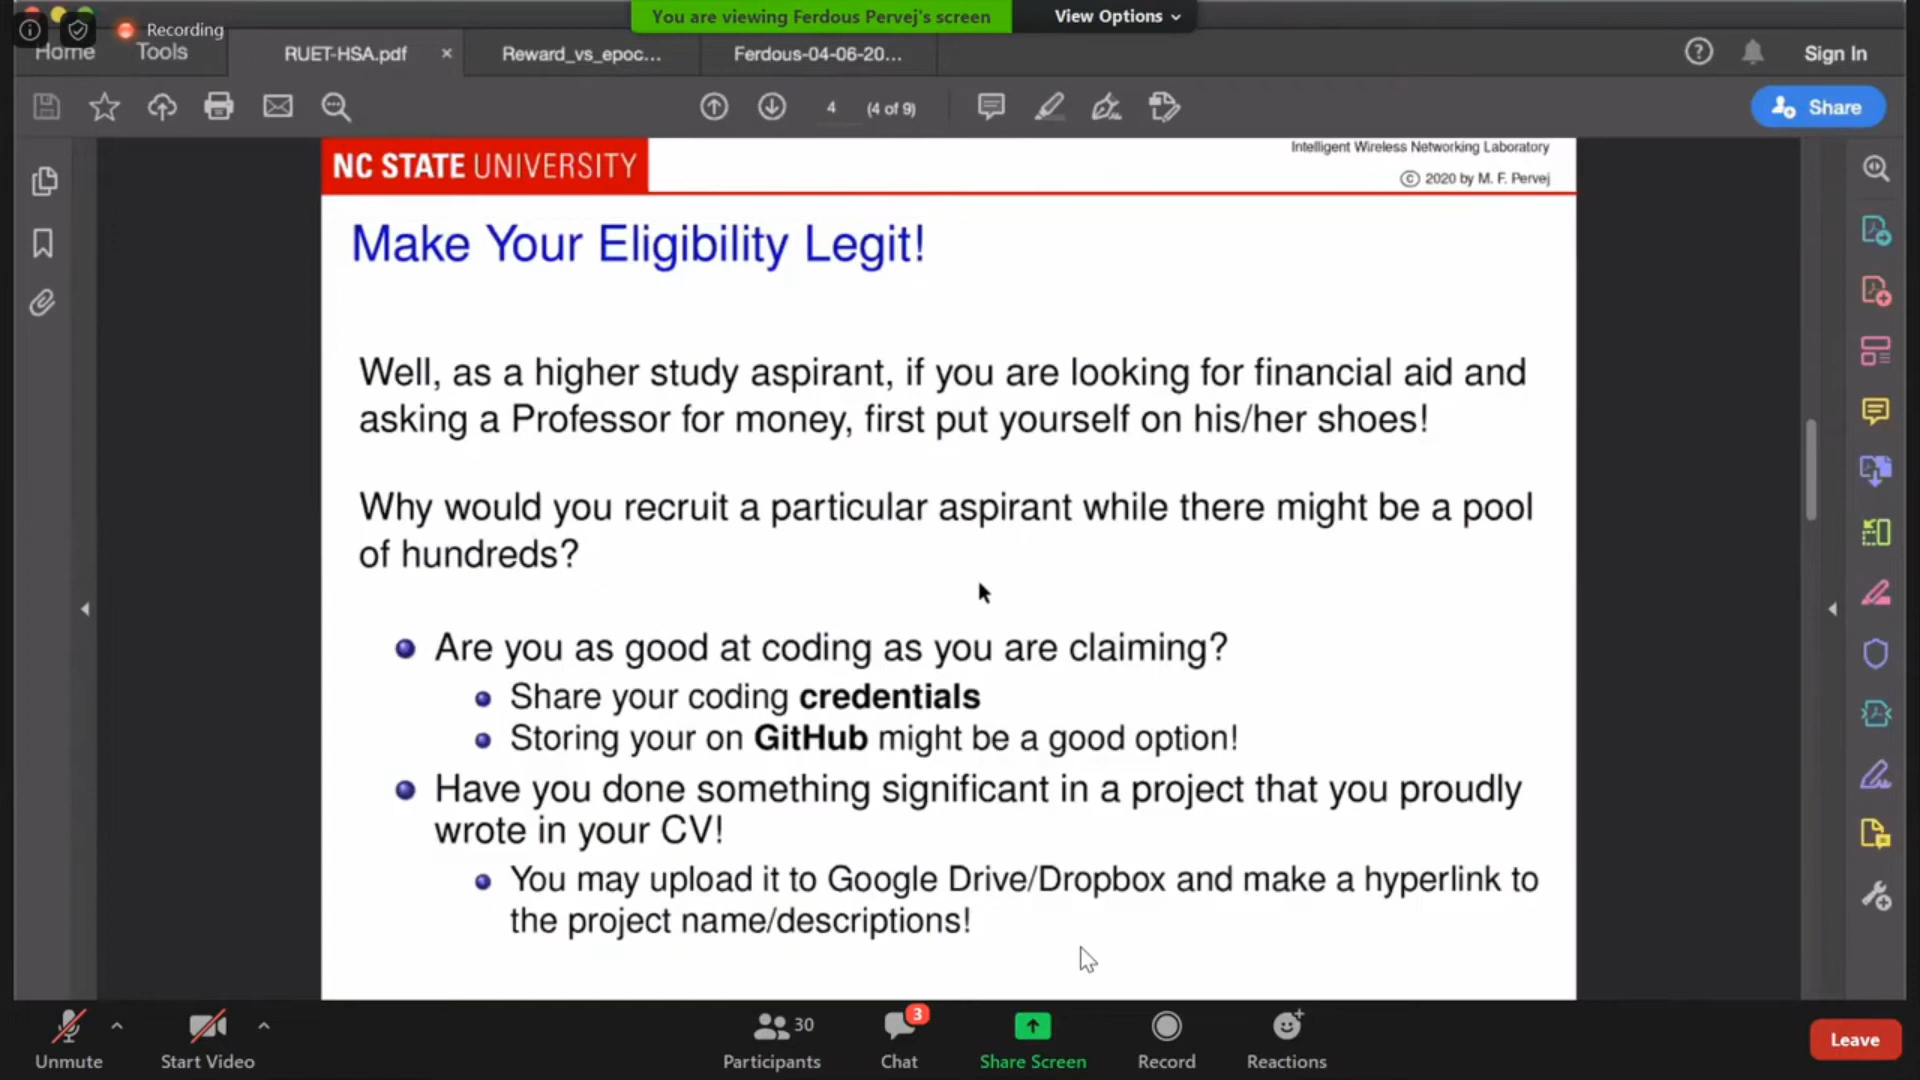 You are viewing Ferdous Pervej's screen
View Options
Recording
Home
Tools
RUET-HSA.pdf
×
Reward_vs_epoc...
Ferdous-04-06-20...
Sign In
4
(4 of 9)
Share
NC STATE UNIVERSITY
Intelligent Wireless Networking Laboratory
© 2020 by M. F. Pervej
Make Your Eligibility Legit!
Well, as a higher study aspirant, if you are looking for financial aid and
asking a Professor for money, first put yourself on his/her shoes!
Why would you recruit a particular aspirant while there might be a pool
of hundreds?
Are you as good at coding as you are claiming?
Share your coding credentials
Storing your on GitHub might be a good option!
Have you done something significant in a project that you proudly
wrote in your CV!
You may upload it to Google Drive/Dropbox and make a hyperlink to
the project name/descriptions!
Unmute
Start Video
30
Participants
3
Chat
Share Screen
Record
Reactions
Leave